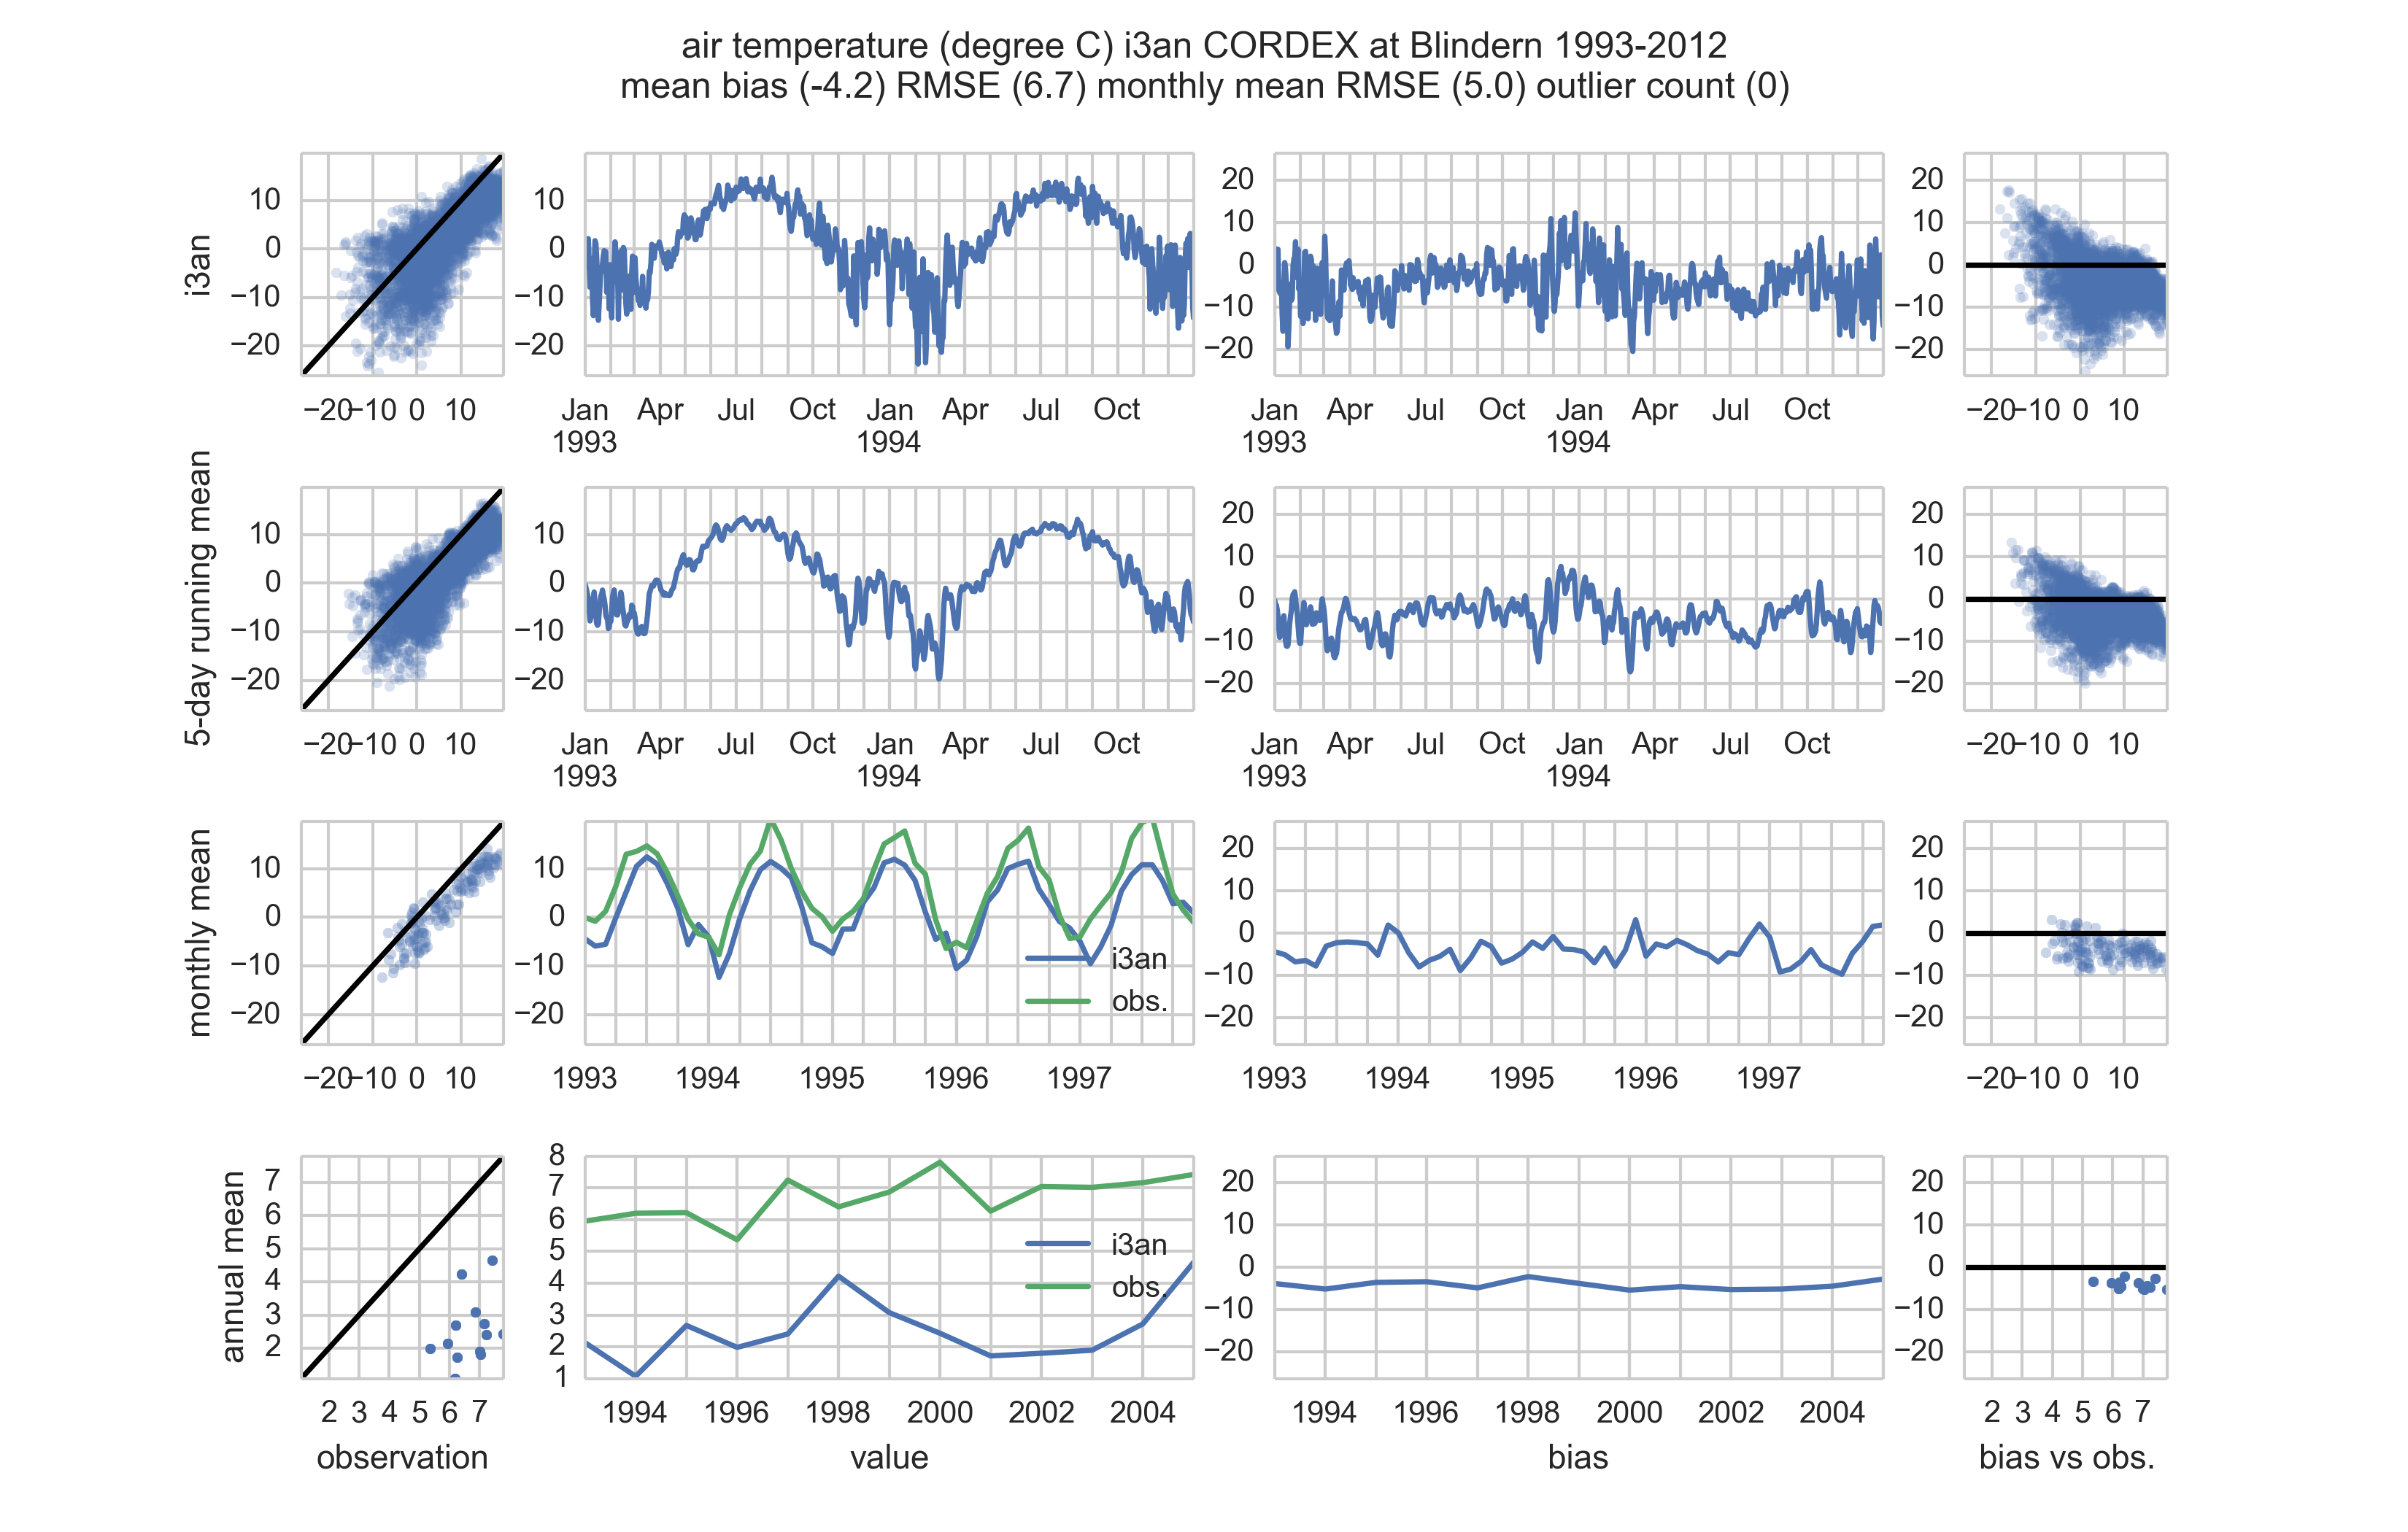 air temperature (degree C) i3an CORDEX at Blindern 1993-2012
mean bias (-4.2) RMSE (6.7) monthly mean RMSE (5.0) outlier count (0)
i3an
10
0
−10
−20
−20 −10 0 10
10
0
−10
−20
Jan Apr Jul Oct Jan Apr Jul Oct
1993 1994
20
10
0
−10
−20
Jan Apr Jul Oct Jan Apr Jul Oct
1993 1994
20
10
0
−10
−20
−20 −10 0 10
5-day running mean
10
0
−10
−20
−20 −10 0 10
10
0
−10
−20
Jan Apr Jul Oct Jan Apr Jul Oct
1993 1994
20
10
0
−10
−20
Jan Apr Jul Oct Jan Apr Jul Oct
1993 1994
20
10
0
−10
−20
−20 −10 0 10
monthly mean
10
0
−10
−20
−20 −10 0 10
10
0
−10
−20
i3an
obs.
1993 1994 1995 1996 1997
20
10
0
−10
−20
1993 1994 1995 1996 1997
20
10
0
−10
−20
−20 −10 0 10
annual mean
7
6
5
4
3
2
2 3 4 5 6 7
observation
8
7
6
5
4
3
2
1
i3an
obs.
1994 1996 1998 2000 2002 2004
value
20
10
0
−10
−20
1994 1996 1998 2000 2002 2004
bias
20
10
0
−10
−20
2 3 4 5 6 7
bias vs obs.